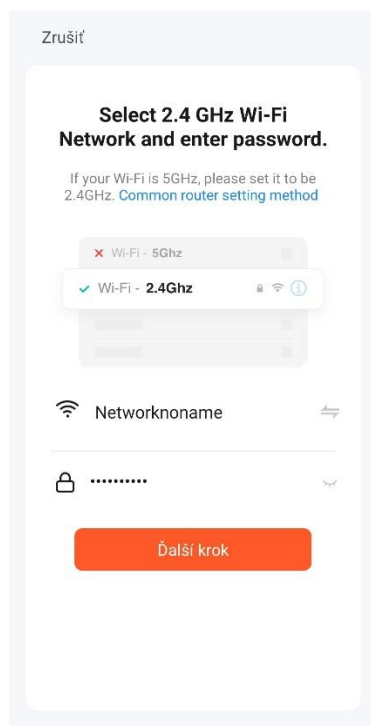 Zrušiť
Select 2.4 GHz Wi-Fi
Network and enter password.
If your Wi-Fi is 5GHz, please set it to be
2.4GHz. Common router setting method
Wi-Fi - 5Ghz
Wi-Fi - 2.4Ghz
Networknoname
••••••••••
Ďalší krok